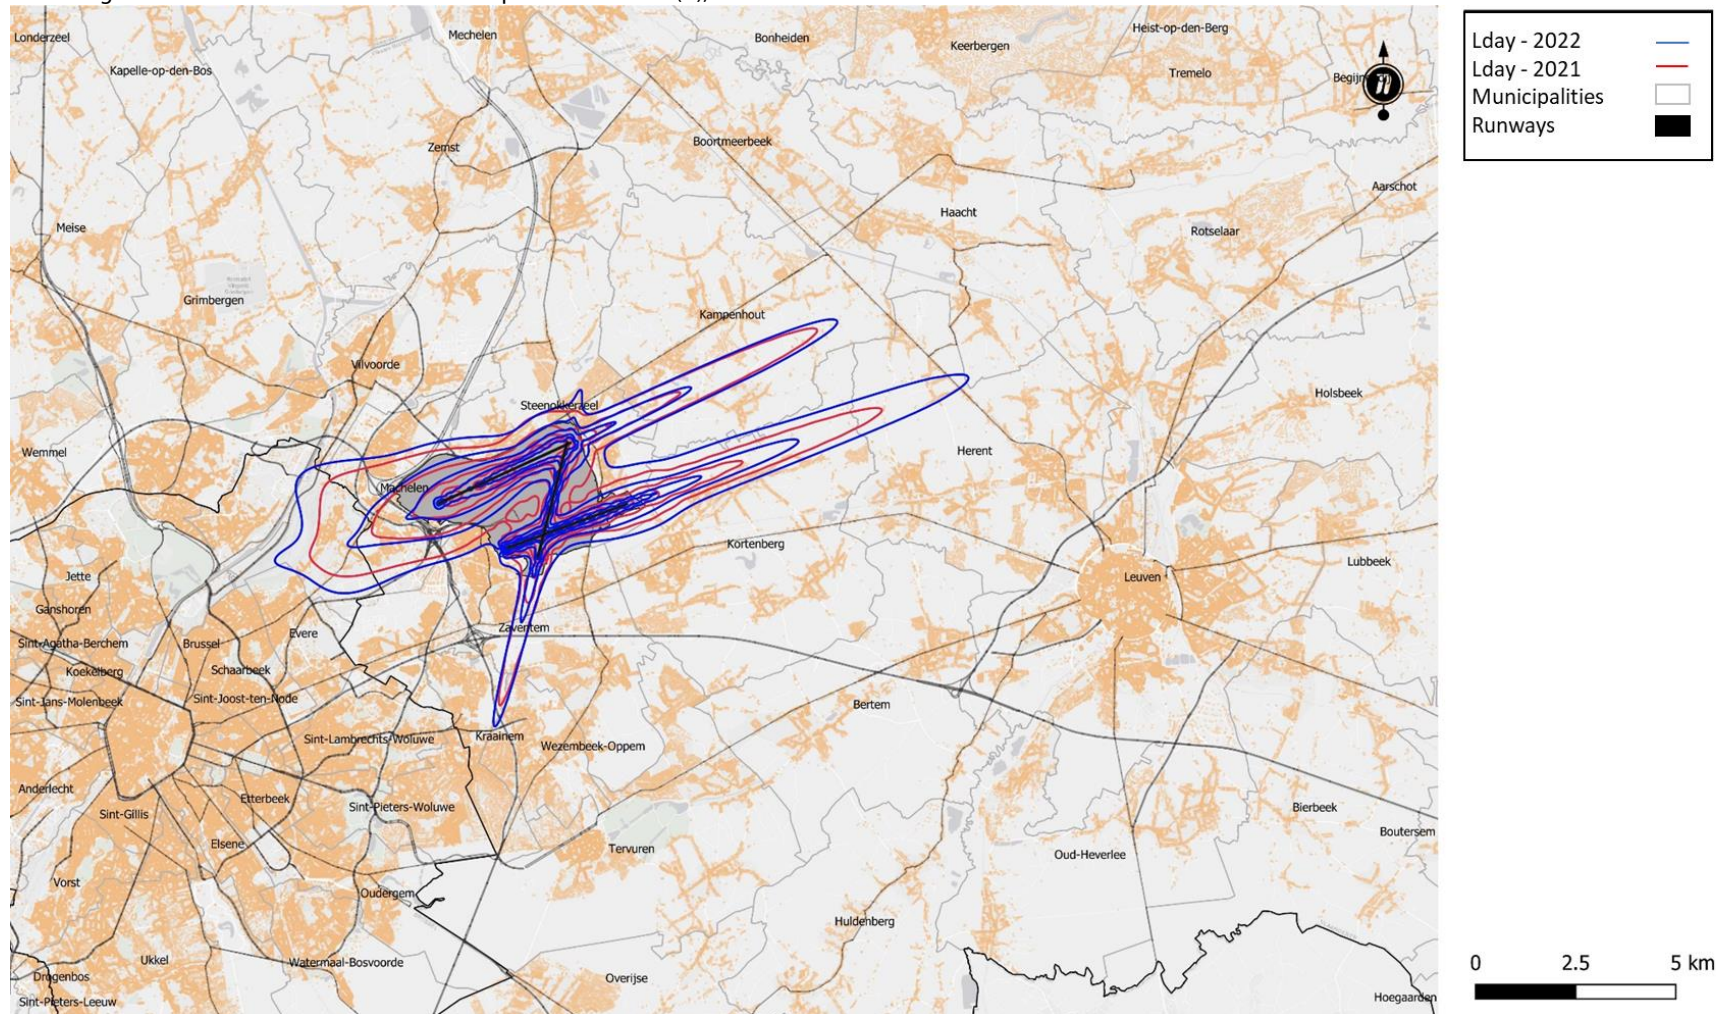 Londerzeel
Mechelen
Bonheiden
Keerbergen
Heist-op-den-Berg
Kapelle-op-den-Bos
Tremelo
Zemst
Boortmeerbeek
Aarschot
Meise
Haacht
Rotselaar
Grimbergen
Kampenhout
Vilvoorde
Holsbeek
Steenokkerzeel
Wemmel
Herent
Machelen
Kortenberg
Lubbeek
Jette
Leuven
Ganshoren
Zaventem
Evere
Sint-Agatha-Berchem
Brussel
Koekelberg
Schaarbeek
Sint-Jans-Molenbeek
Sint-Joost-ten-Node
Bertem
Sint-Lambrechts-Woluwe
Kraainem
Wezembeek-Oppem
Anderlecht
Etterbeek
Sint-Pieters-Woluwe
Bierbeek
Sint-Gillis
Boutersem
Elsene
Tervuren
Oud-Heverlee
Vorst
Oudergem
Huldenberg
Ukkel
Watermaal-Bosvoorde
Drogenbos
Overijse
Sint-Pieters-Leeuw
Hoegaarden
Lday - 2022
Lday - 2021
Municipalities
Runways
0 2.5 5 km